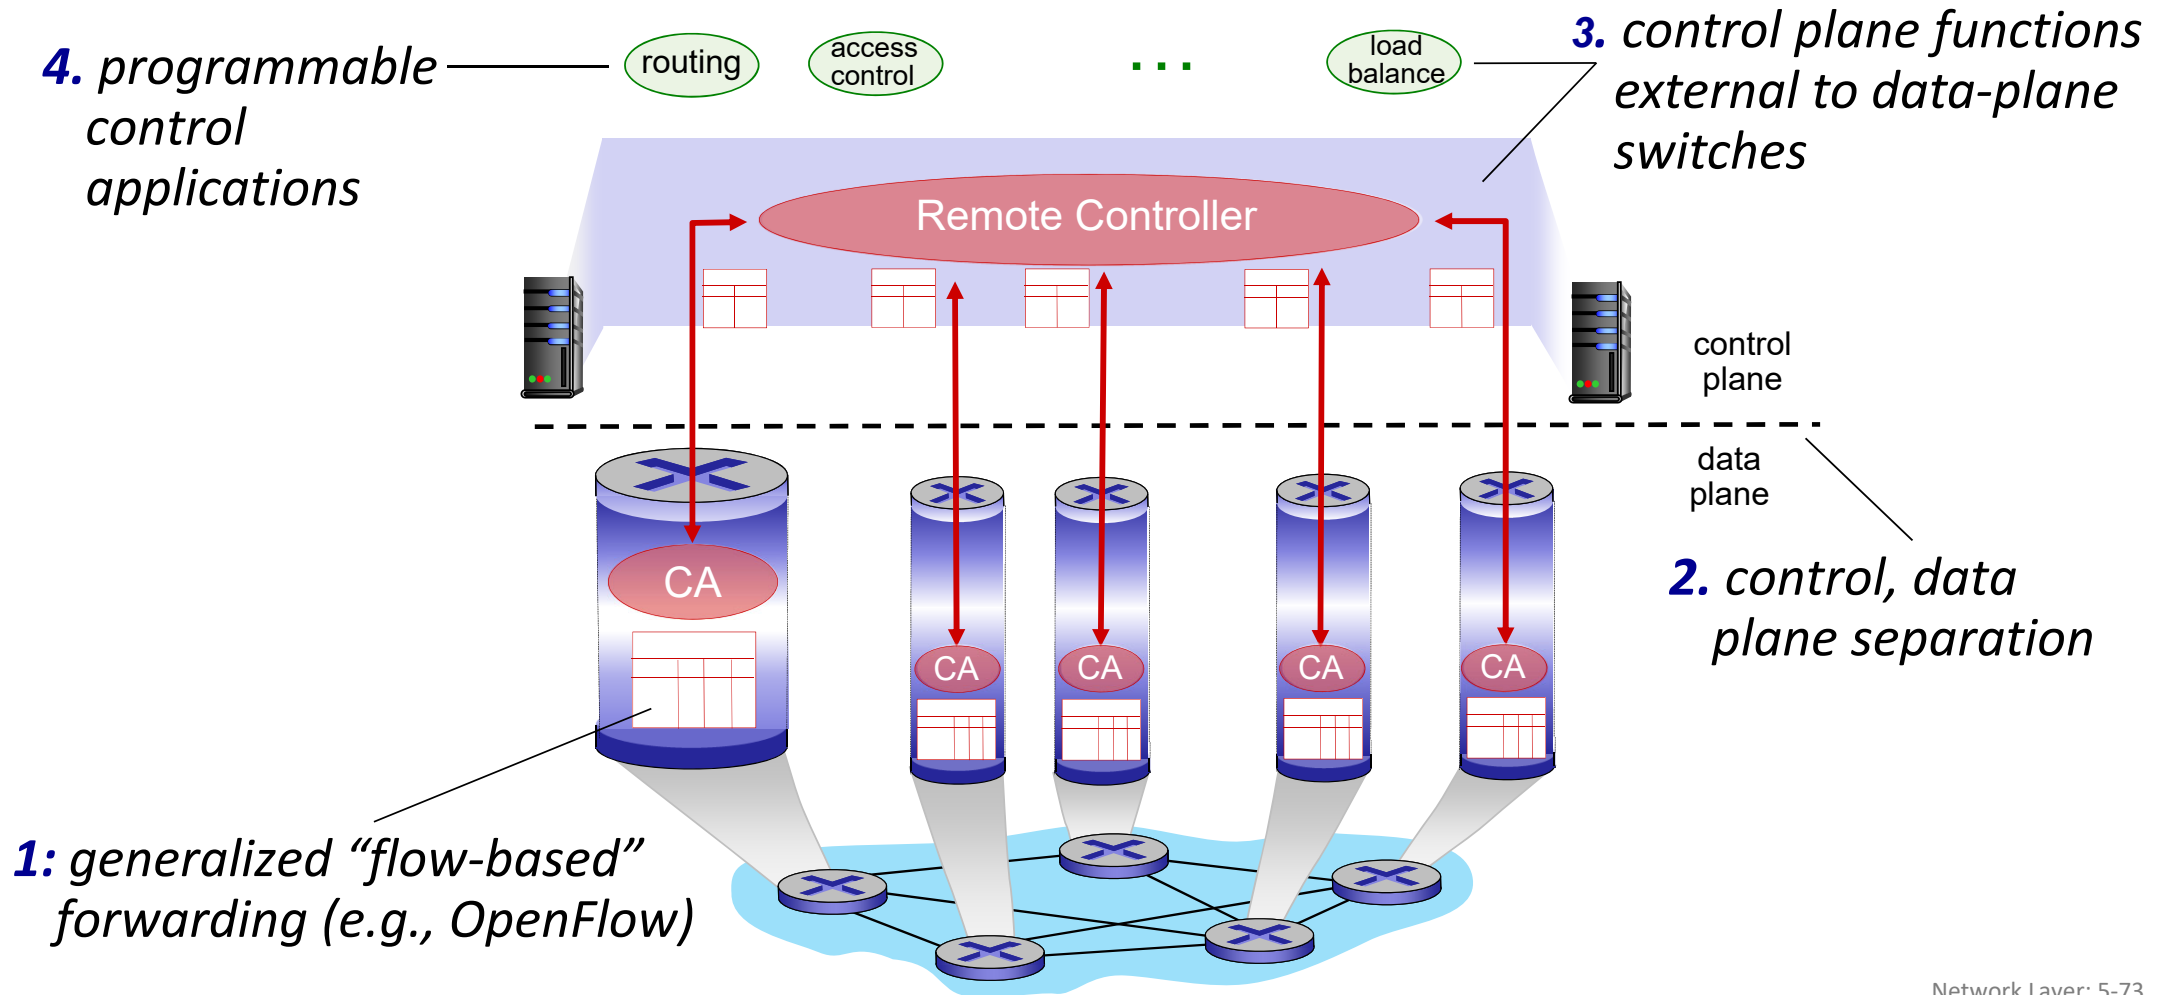 4. programmable
control
applications
routing
access
control
. . .
load
balance
3. control plane functions
external to data-plane
switches
Remote Controller
control
plane
data
plane
2. control, data
plane separation
CA
CA
CA
CA
CA
1: generalized “flow-based”
forwarding (e.g., OpenFlow)
Network Layer: 5-73